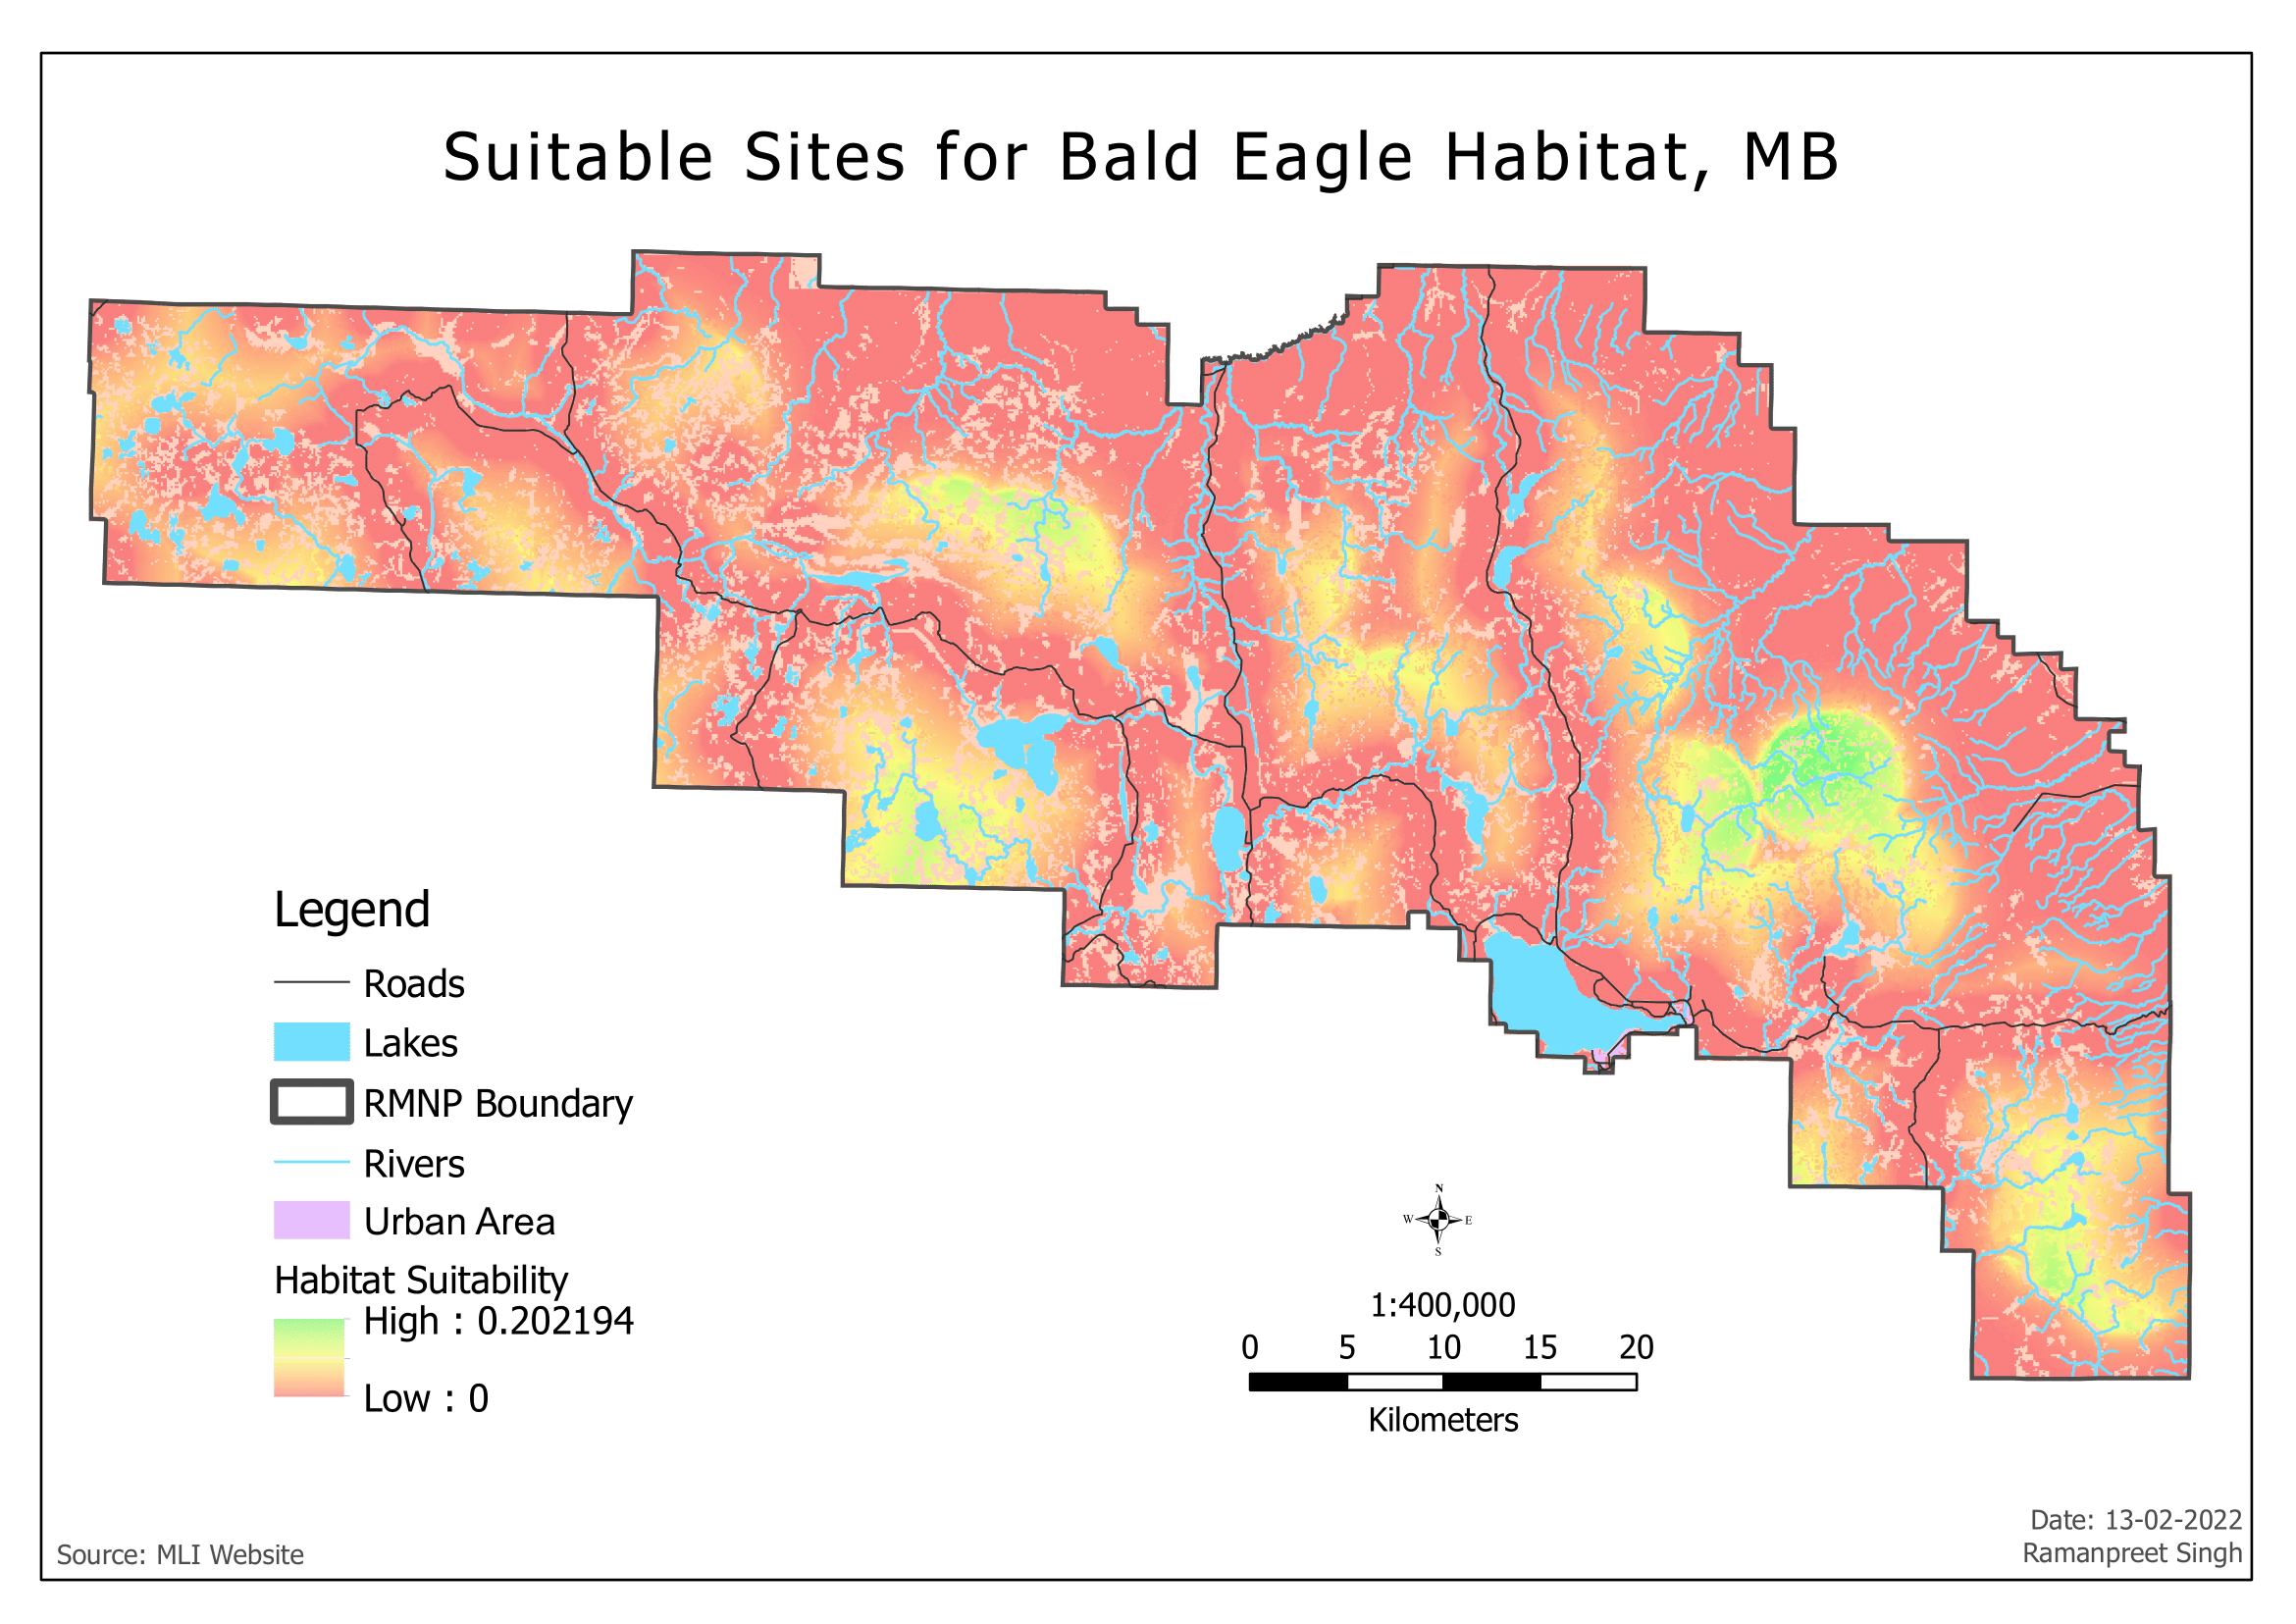 Suitable Sites for Bald Eagle Habitat, MB
Legend
Roads
Lakes
RMNP Boundary
Rivers
Urban Area
Habitat Suitability
High : 0.202194
Low : 0
N
W E
S
1:400,000
0 5 10 15 20
Kilometers
Source: MLI Website
Date: 13-02-2022
Ramanpreet Singh